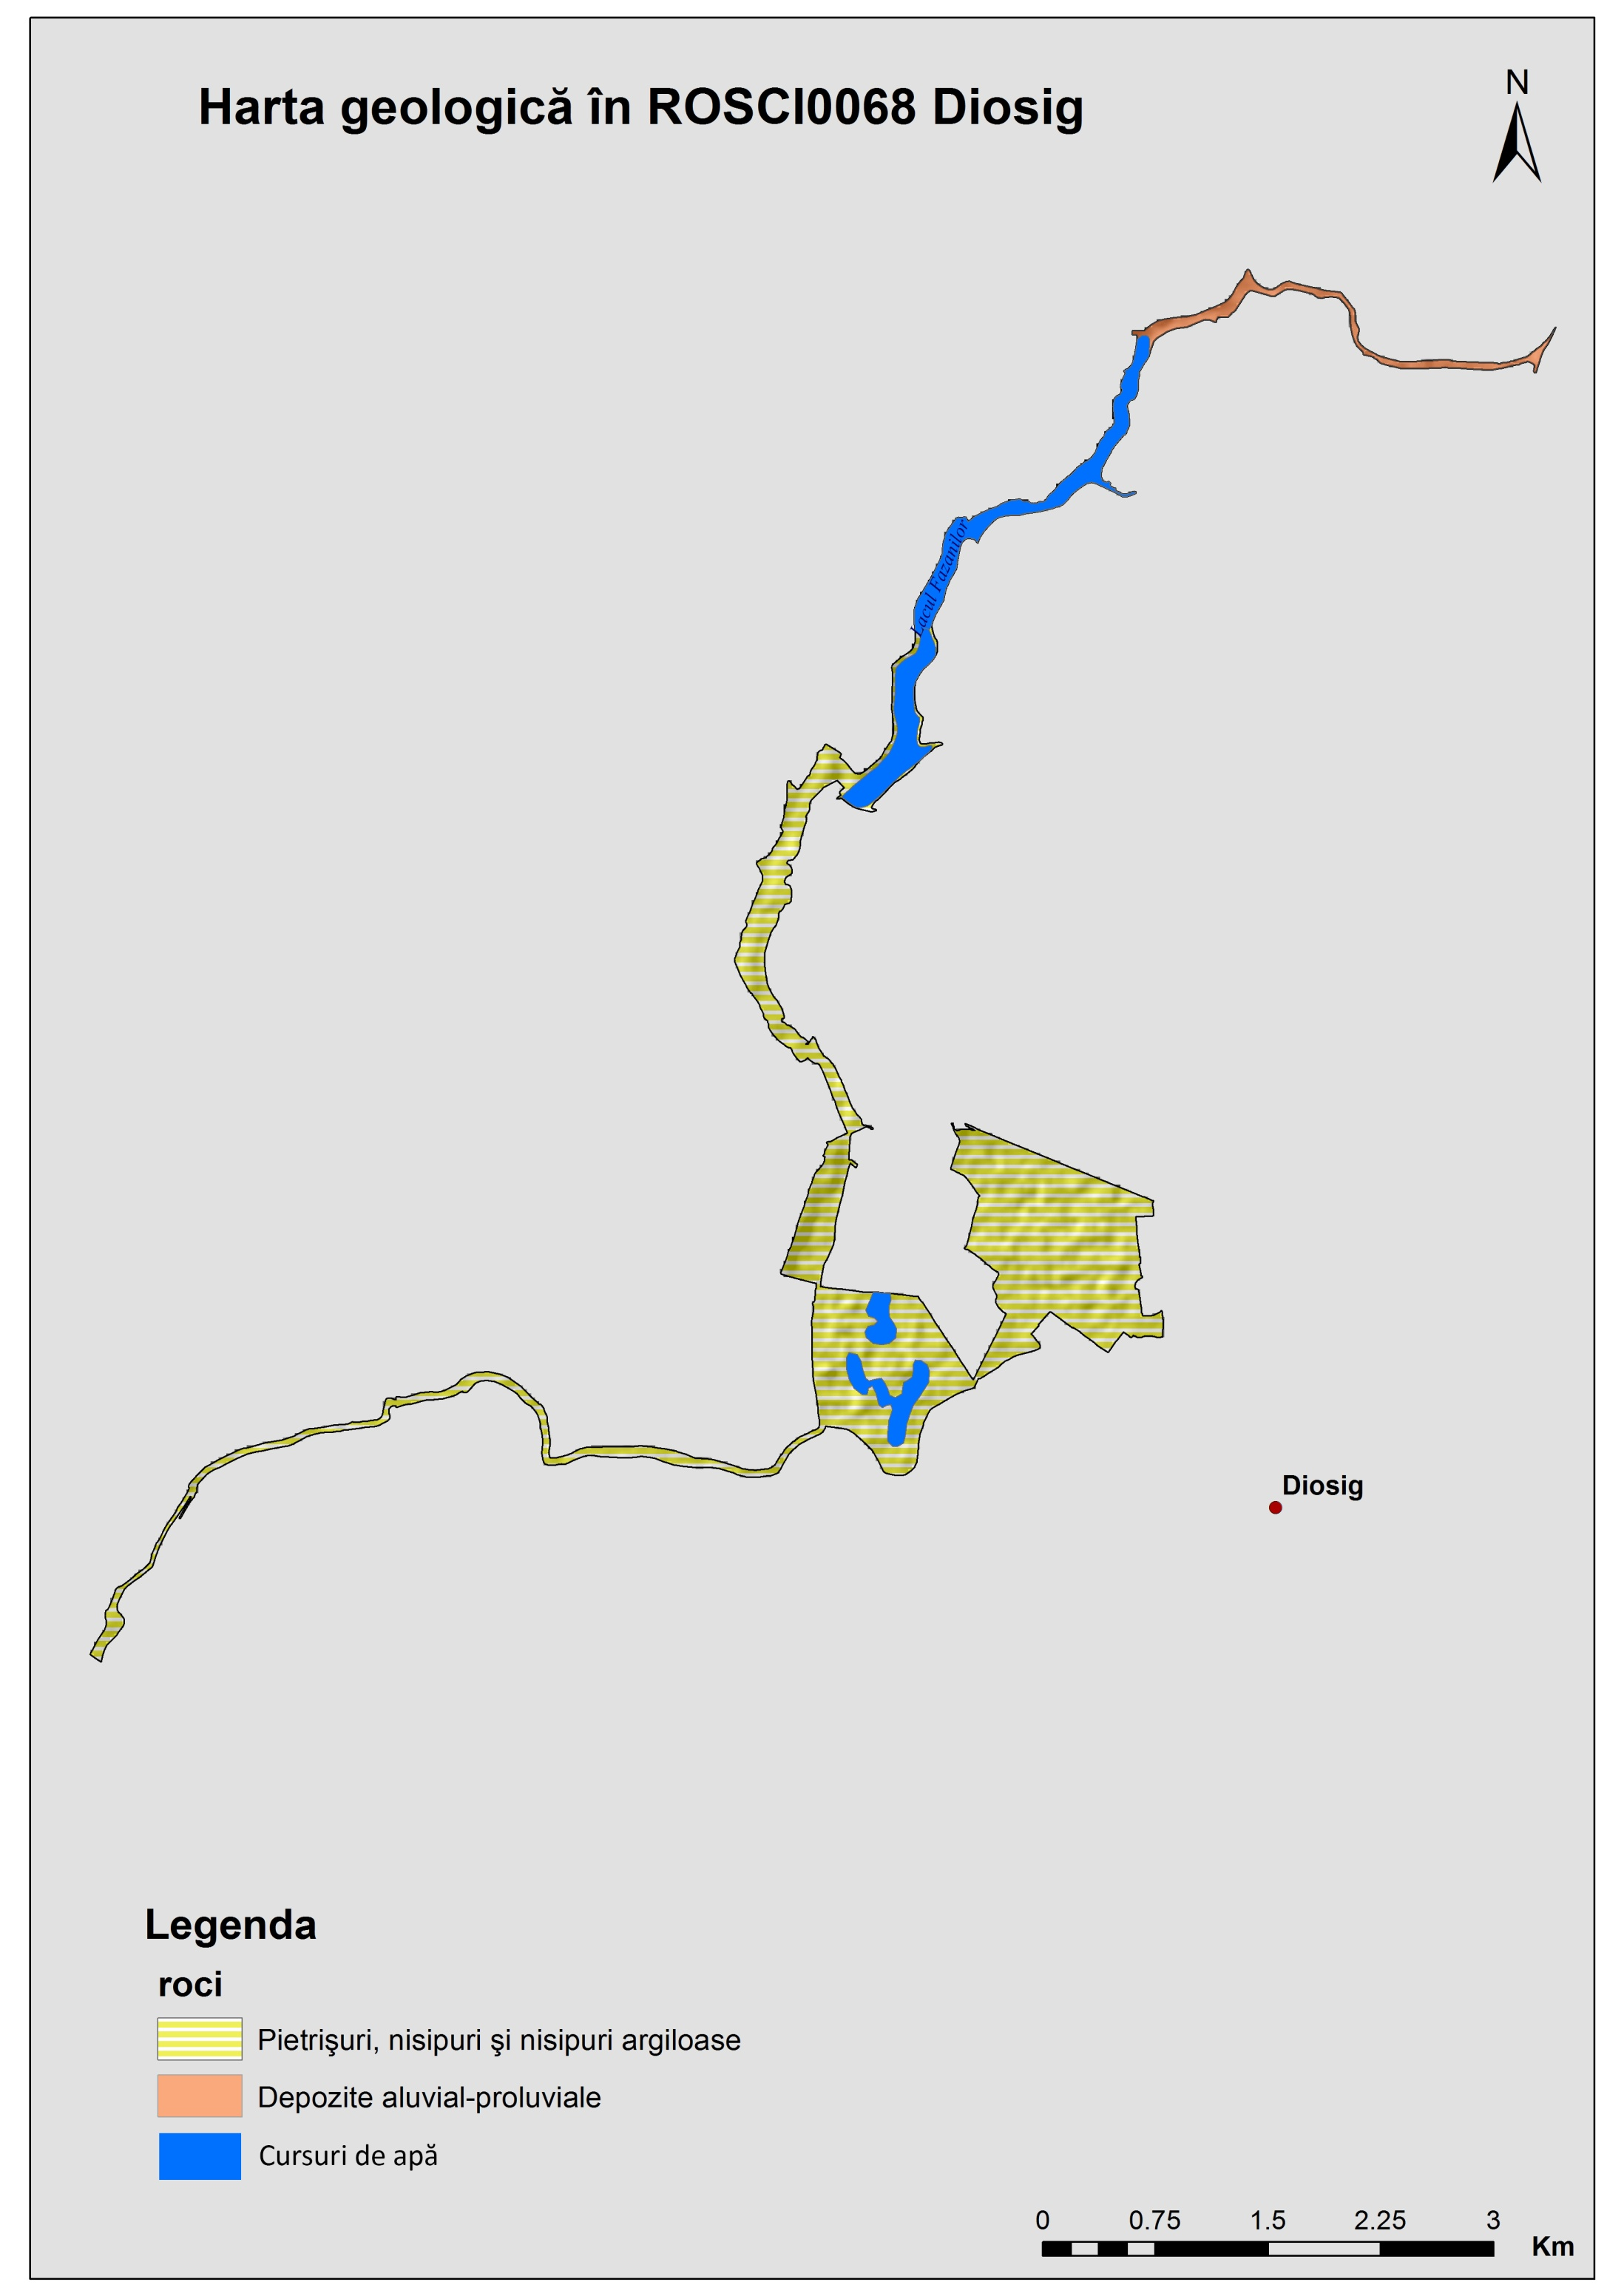 Harta geologică în ROSCI0068 Diosig
N
Lacul Fazanilor
Diosig
Legenda
roci
Pietrişuri, nisipuri şi nisipuri argiloase
Depozite aluvial-proluviale
Cursuri de apă
0 0.75 1.5 2.25 3
Km